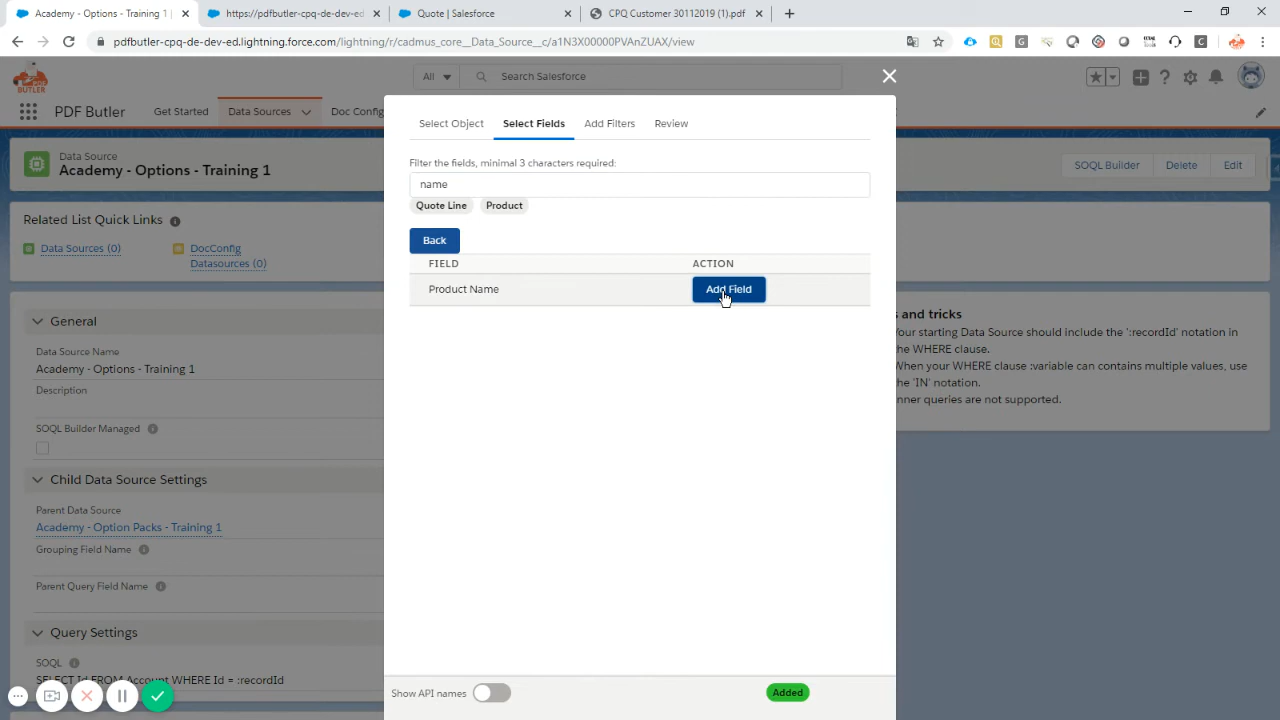 Academy - Options - Training 1
https://pdfbutler-cpq-de-dev-ed
Quote | Salesforce
CPQ Customer 30112019 (1).pdf
pdfbutler-cpq-de-dev-ed.lightning.force.com/lightning/r/cadmus_core__Data_Source__c/a1N3X00000PVAnZUAX/view
All
Search Salesforce
BUTLER
PDF Butler
Get Started
Data Sources
Doc Config
Data Source
Academy - Options - Training 1
SOQL Builder
Delete
Edit
Related List Quick Links
Data Sources (0)
DocConfig
Datasources (0)
General
Data Source Name
Academy - Options - Training 1
Description
SOQL Builder Managed
Child Data Source Settings
Parent Data Source
Academy - Option Packs - Training 1
Grouping Field Name
Parent Query Field Name
Query Settings
SOQL
SELECT Id FROM Account WHERE Id = :recordId
Select Object
Select Fields
Add Filters
Review
Filter the fields, minimal 3 characters required:
name
Quote Line
Product
Back
FIELD
ACTION
Product Name
Add Field
Show API names
Added
s and tricks
Your starting Data Source should include the ':recordId' notation in
he WHERE clause.
When your WHERE clause :variable can contains multiple values, use
he 'IN' notation.
nner queries are not supported.